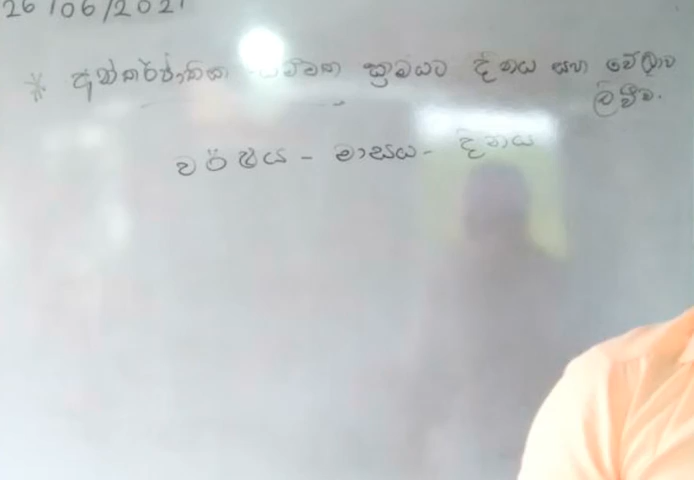 26/06/2021
* අන්තර්ජාතික සම්මත ක්‍රමයට දිනය සහ වේලාව
ලිවීම.
වර්ෂය - මාසය - දිනය